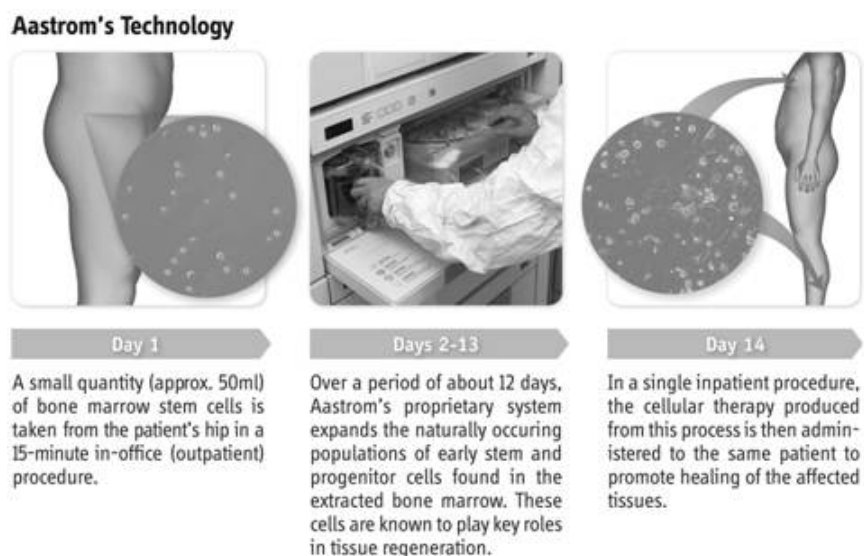 Aastrom's Technology
Day 1
A small quantity (approx. 50ml)
of bone marrow stem cells is
taken from the patient's hip in a
15-minute in-office (outpatient)
procedure.
Days 2-13
Over a period of about 12 days,
Aastrom's proprietary system
expands the naturally occuring
populations of early stem and
progenitor cells found in the
extracted bone marrow. These
cells are known to play key roles
in tissue regeneration.
Day 14
In a single inpatient procedure,
the cellular therapy produced
from this process is then admin-
istered to the same patient to
promote healing of the affected
tissues.